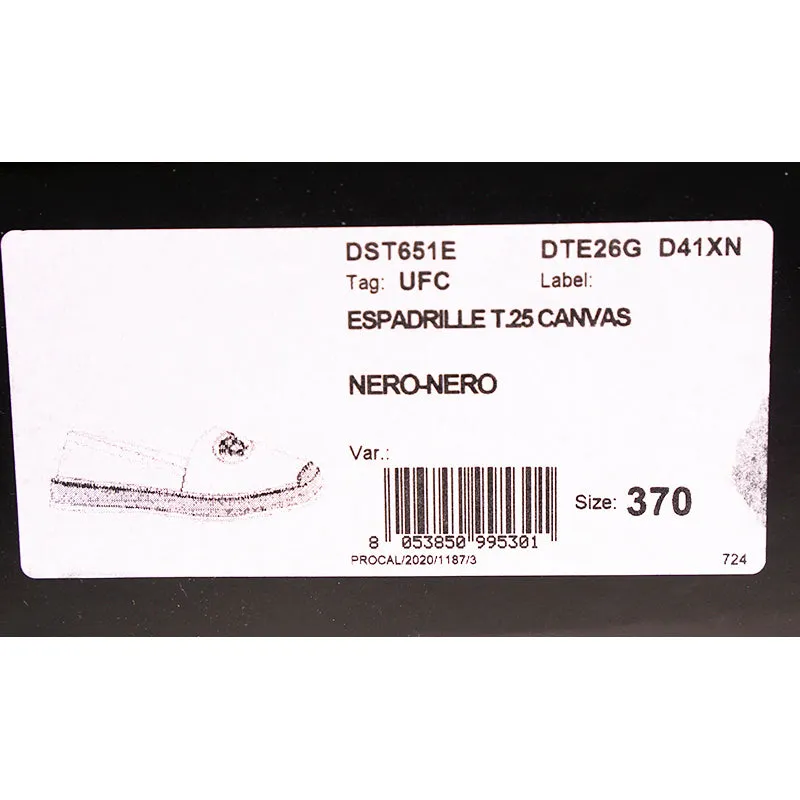 DST651E DTE26G D41XN
Tag: UFC Label:
ESPADRILLE T.25 CANVAS
NERO-NERO
Var.:
Size: 370
8 053850 995301
PROCAL/2020/1187/3 724